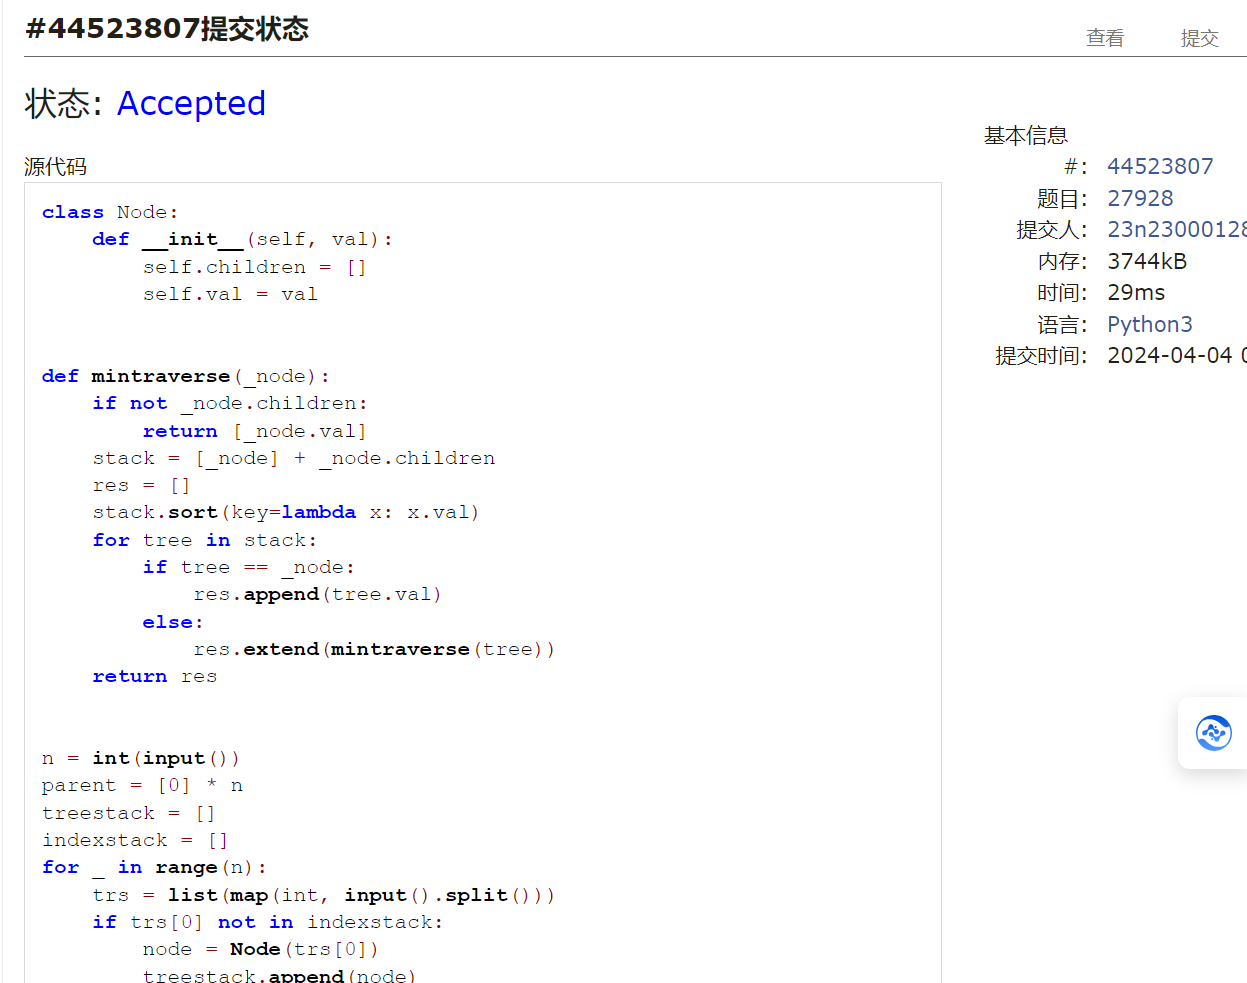 #44523807提交状态
查看 提交
状态: Accepted
基本信息
#: 44523807
题目: 27928
提交人: 23n23000128
内存: 3744kB
时间: 29ms
语言: Python3
提交时间: 2024-04-04
源代码
class Node:
    def __init__(self, val):
        self.children = []
        self.val = val
def mintraverse(_node):
    if not _node.children:
        return [_node.val]
    stack = [_node] + _node.children
    res = []
    stack.sort(key=lambda x: x.val)
    for tree in stack:
        if tree == _node:
            res.append(tree.val)
        else:
            res.extend(mintraverse(tree))
    return res
n = int(input())
parent = [0] * n
treestack = []
indexstack = []
for _ in range(n):
    trs = list(map(int, input().split()))
    if trs[0] not in indexstack:
        node = Node(trs[0])
        treestack.append(node)